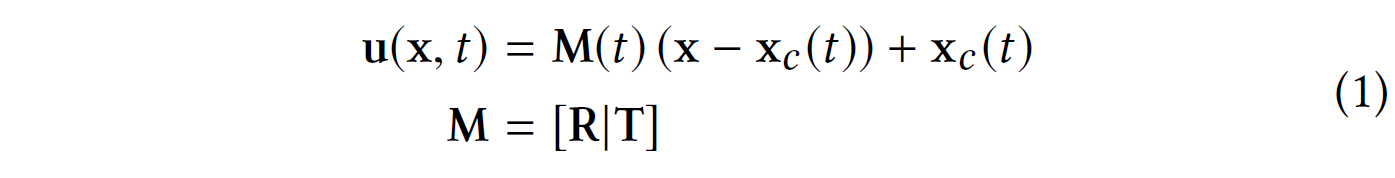 u(x, t) = M(t) (x − x_c(t)) + x_c(t)
M = [R|T]
(1)